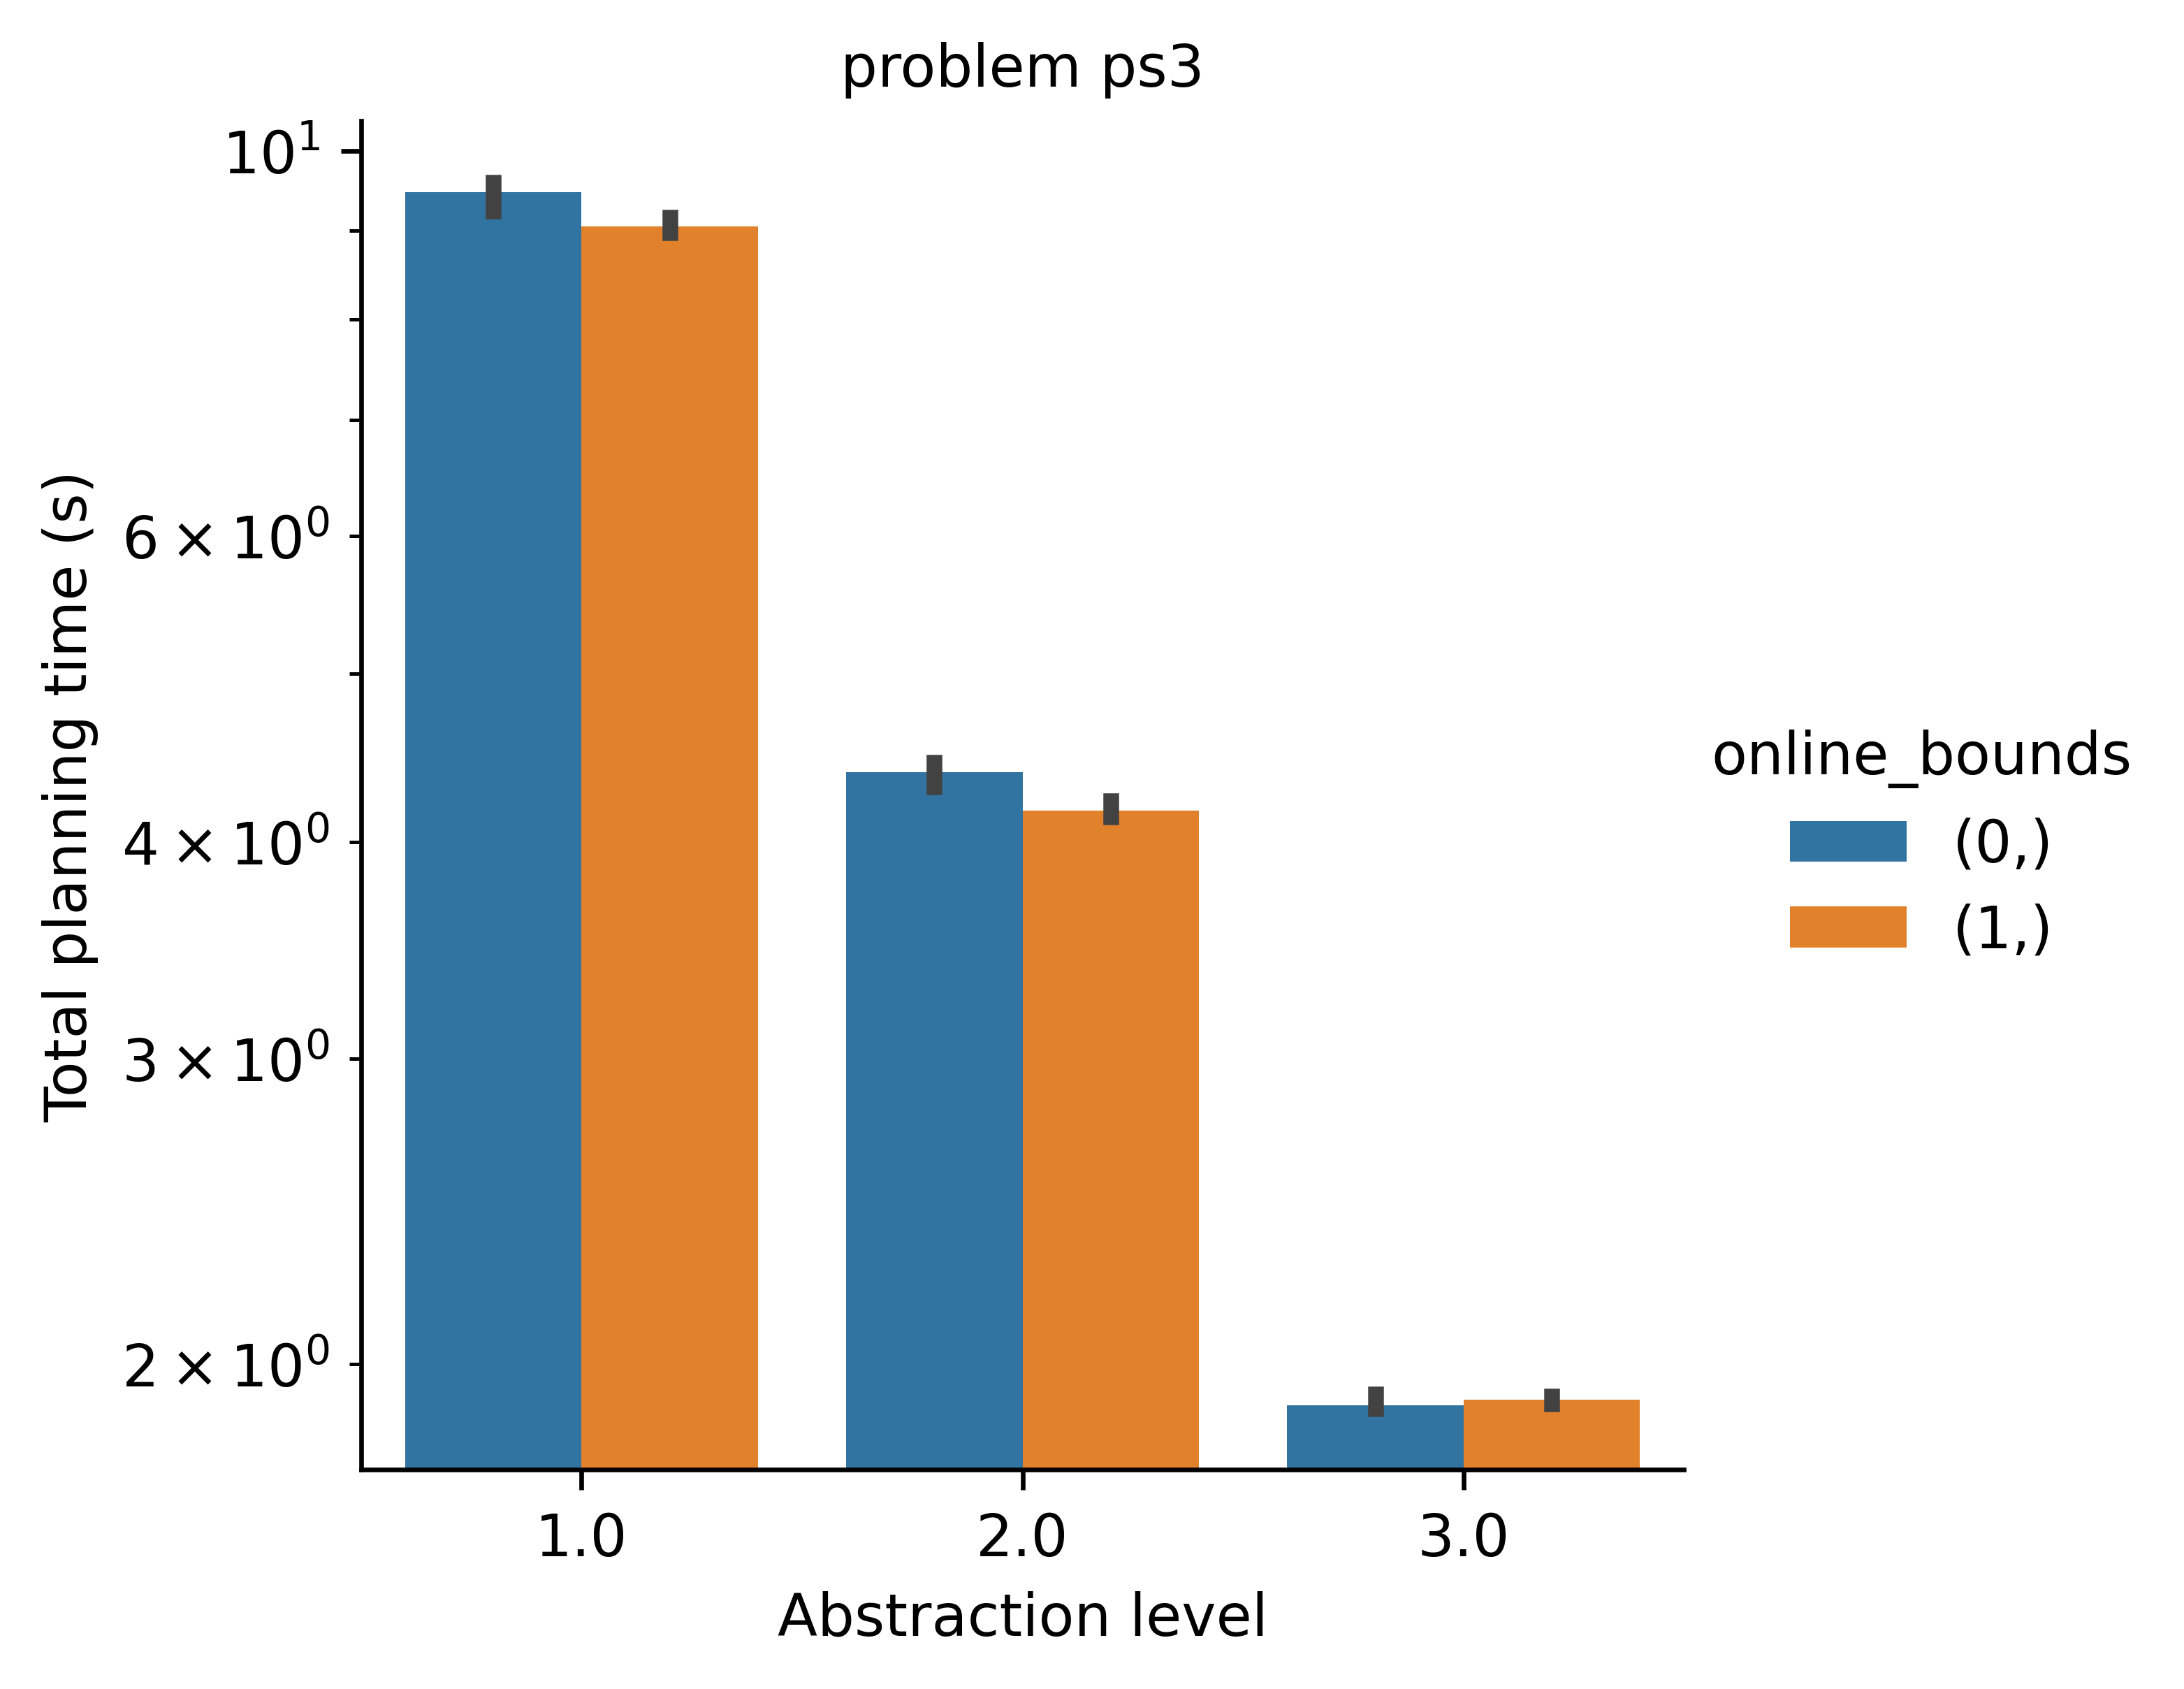 problem ps3
10¹
6 × 10⁰
4 × 10⁰
3 × 10⁰
2 × 10⁰
Total planning time (s)
1.0 2.0 3.0
Abstraction level
online_bounds
(0,)
(1,)